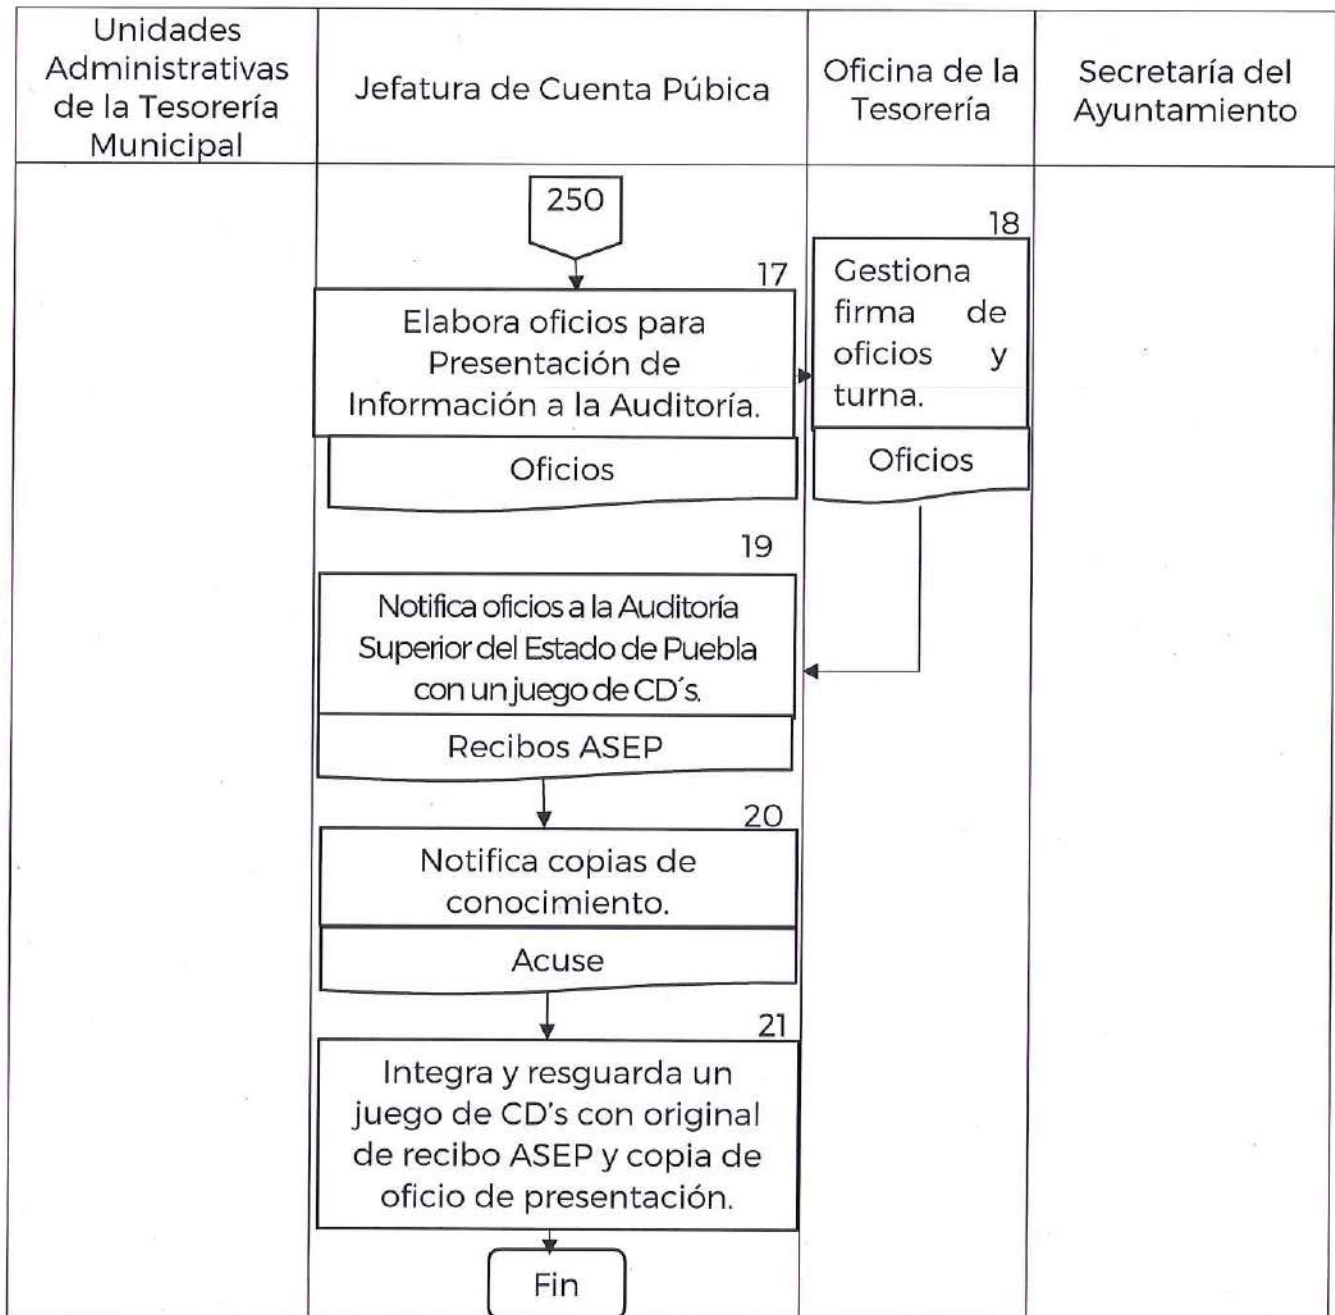 Unidades
Administrativas
de la Tesorería
Municipal
Jefatura de Cuenta Púbica
Oficina de la
Tesorería
Secretaría del
Ayuntamiento
250
17
Elabora oficios para
Presentación de
Información a la Auditoría.
Oficios
18
Gestiona
firma de
oficios y
turna.
Oficios
19
Notifica oficios a la Auditoría
Superior del Estado de Puebla
con un juego de CD´s.
Recibos ASEP
20
Notifica copias de
conocimiento.
Acuse
21
Integra y resguarda un
juego de CD's con original
de recibo ASEP y copia de
oficio de presentación.
Fin